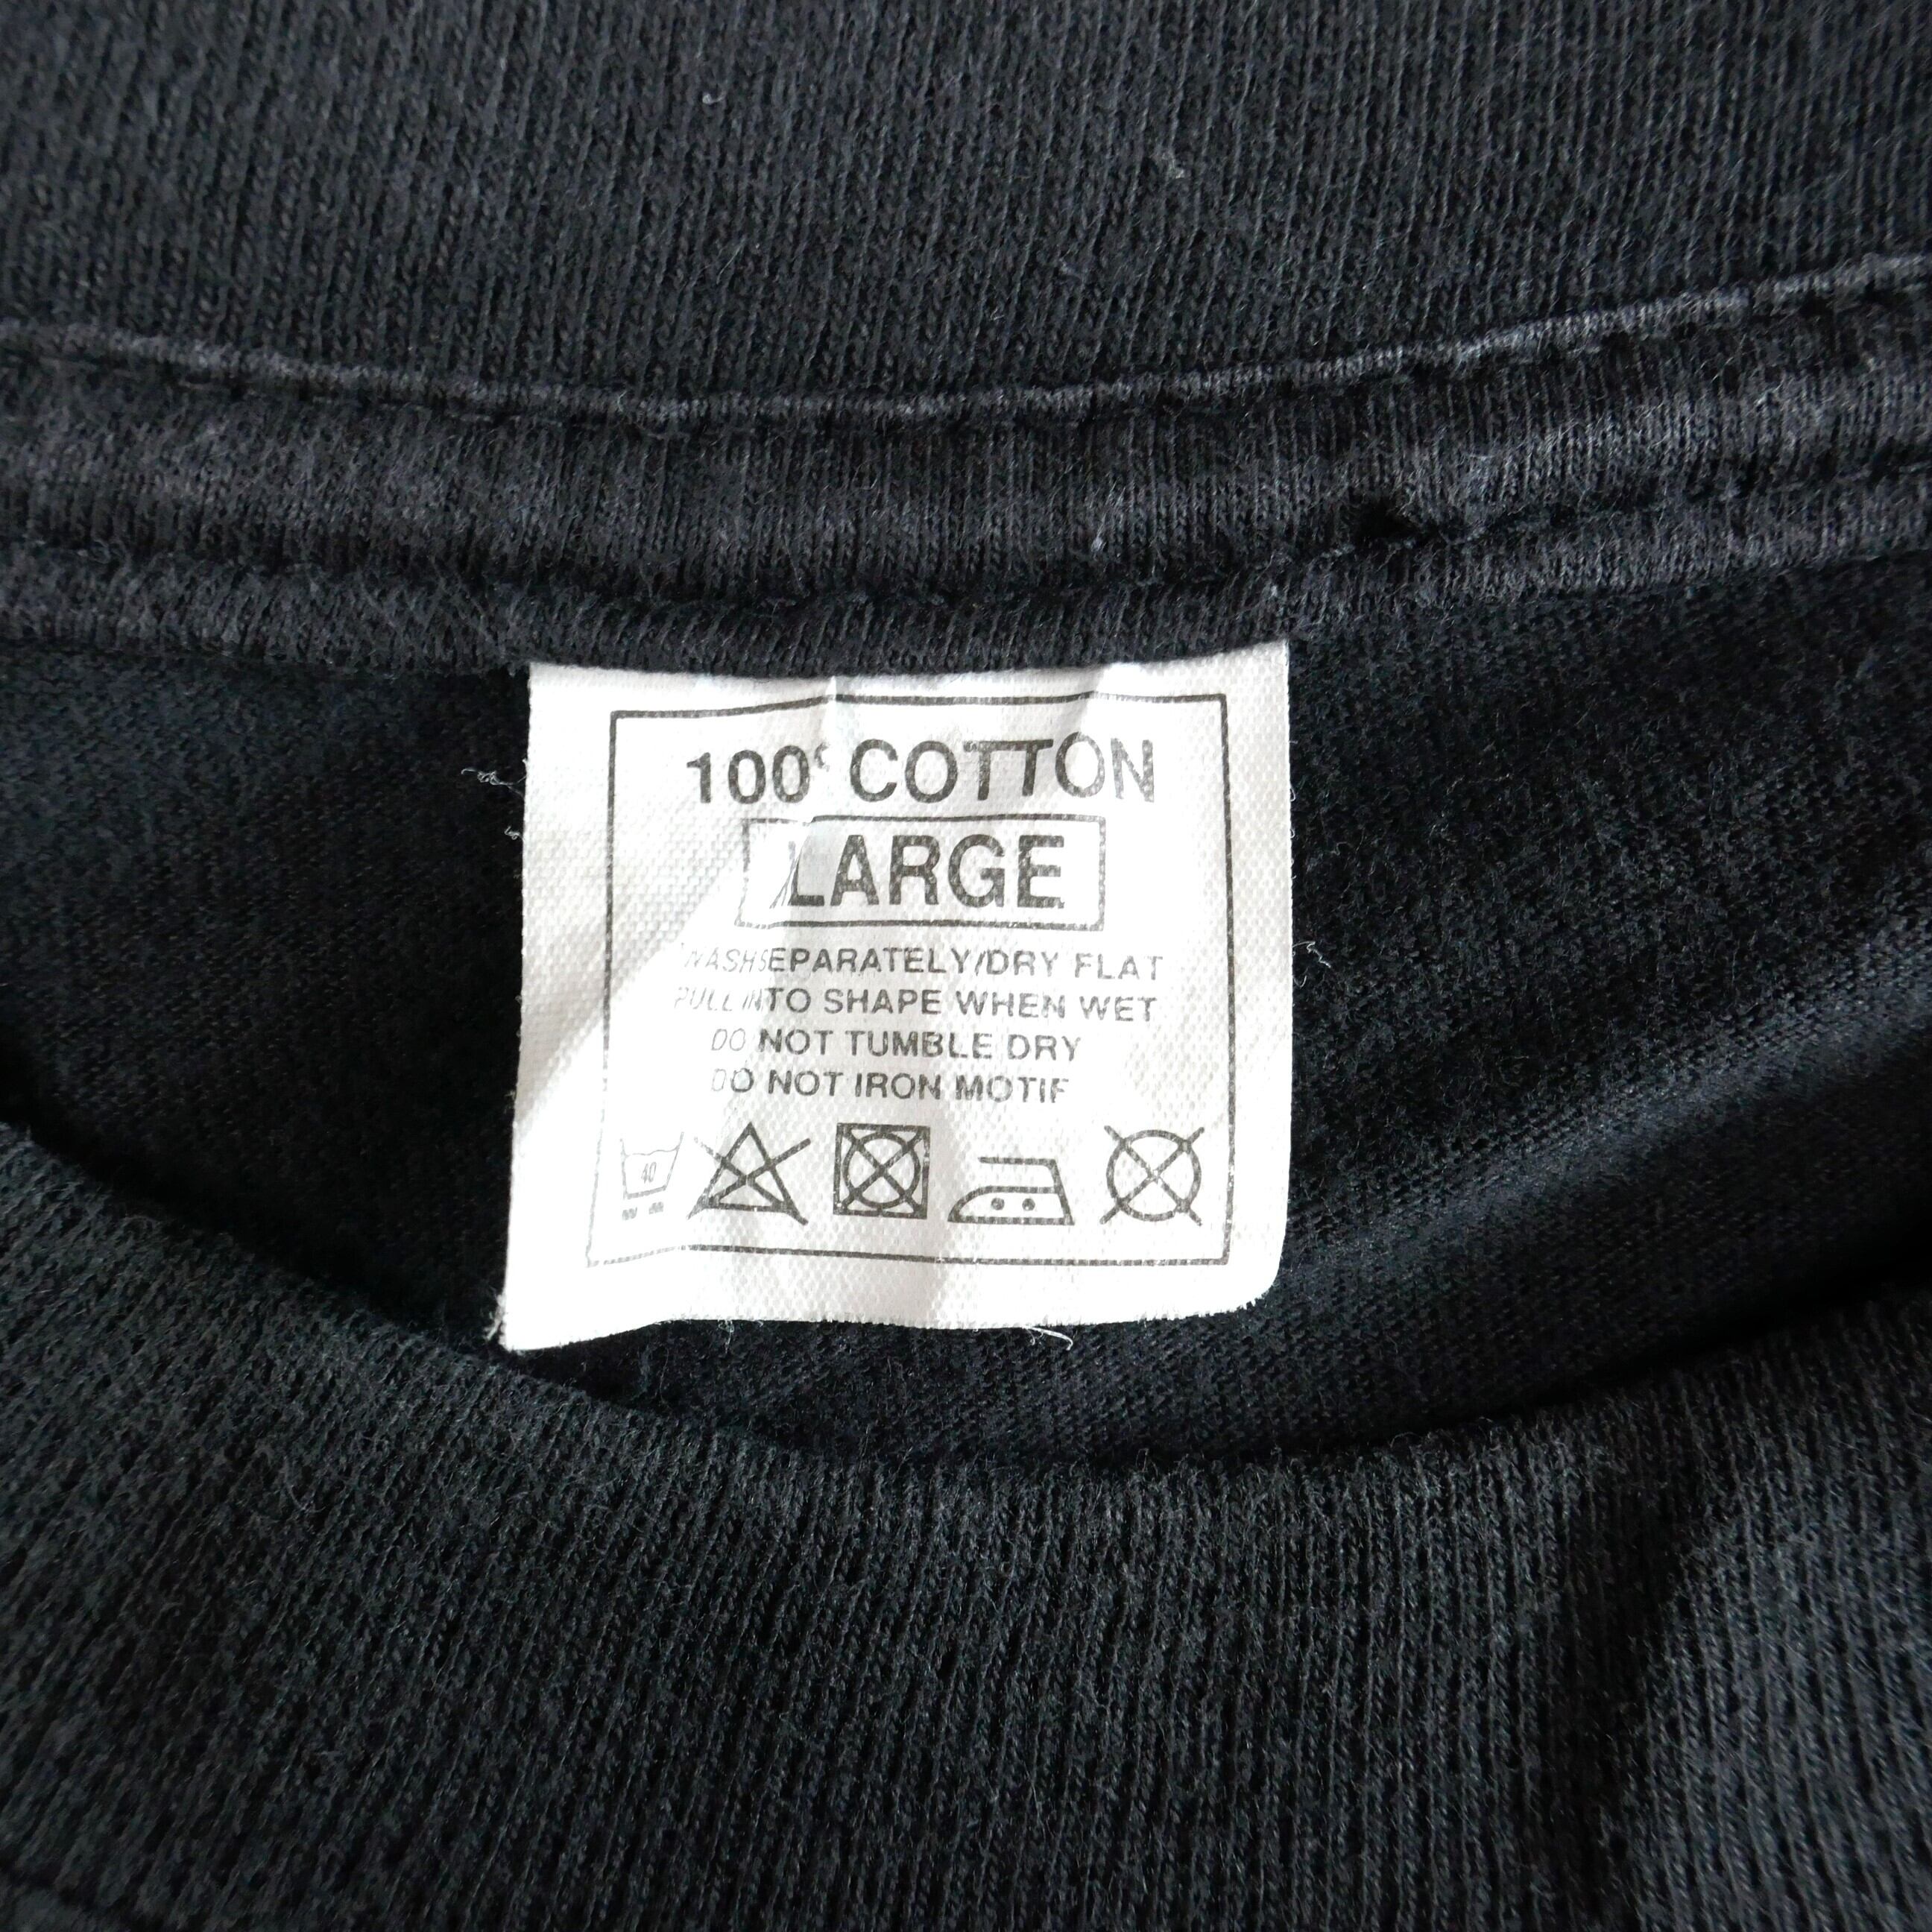 100% COTTON
LARGE
WASH SEPARATELY/DRY FLAT
PULL INTO SHAPE WHEN WET
DO NOT TUMBLE DRY
DO NOT IRON MOTIF
40